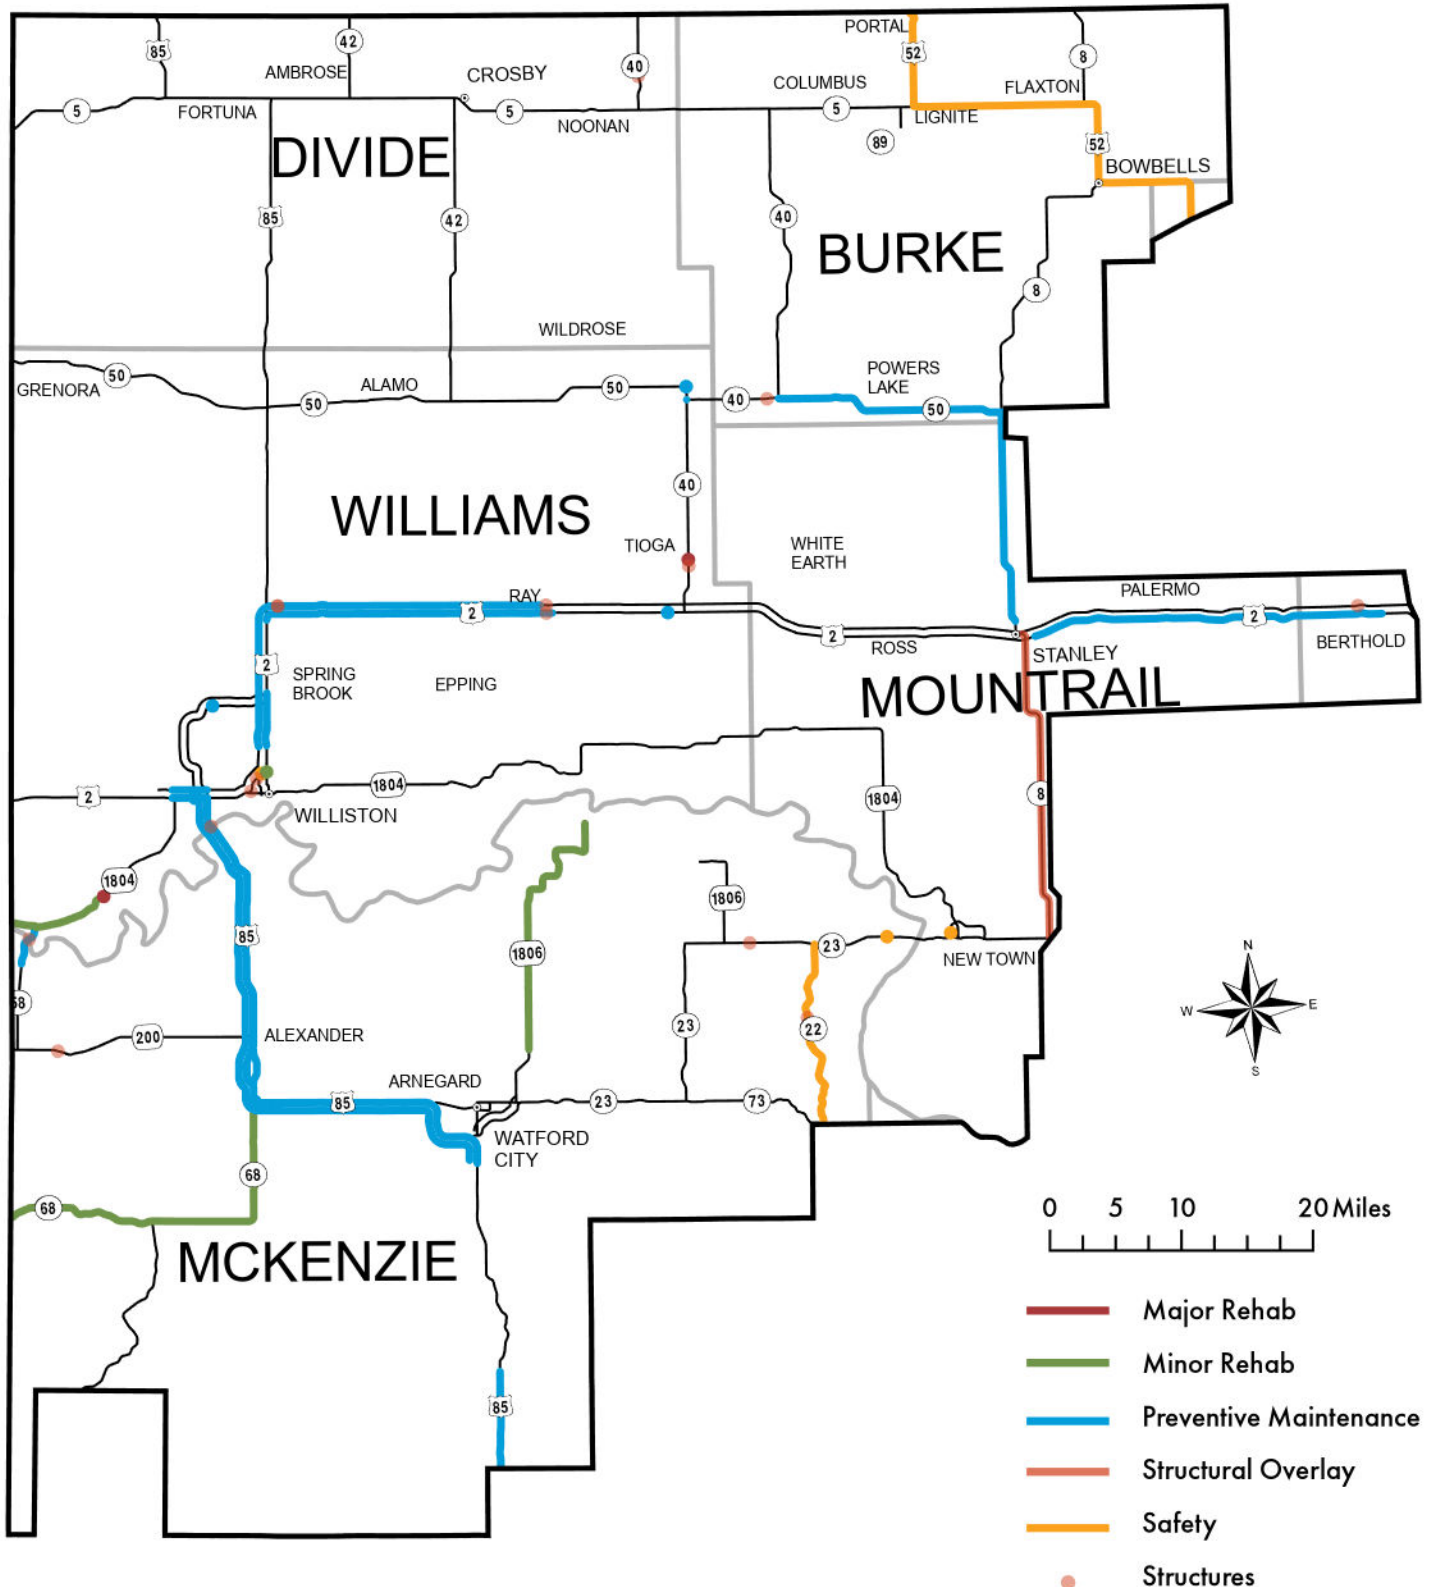 PORTAL
85
42
52
40
8
AMBROSE
CROSBY
COLUMBUS
FLAXTON
5
FORTUNA
5
NOONAN
5
LIGNITE
89
52
DIVIDE
BOWBELLS
85
42
40
BURKE
8
WILDROSE
GRENORA
50
50
ALAMO
50
40
POWERS
LAKE
50
40
WILLIAMS
TIOGA
WHITE
EARTH
RAY
2
2
ROSS
PALERMO
2
BERTHOLD
STANLEY
2
SPRING
BROOK
EPPING
MOUNTRAIL
2
1804
1804
8
WILLISTON
1804
1806
85
1806
23
NEW TOWN
N
W
E
S
58
200
ALEXANDER
23
22
ARNEGARD
85
23
73
WATFORD
CITY
68
68
MCKENZIE
85
0 5 10 20 Miles
Major Rehab
Minor Rehab
Preventive Maintenance
Structural Overlay
Safety
Structures